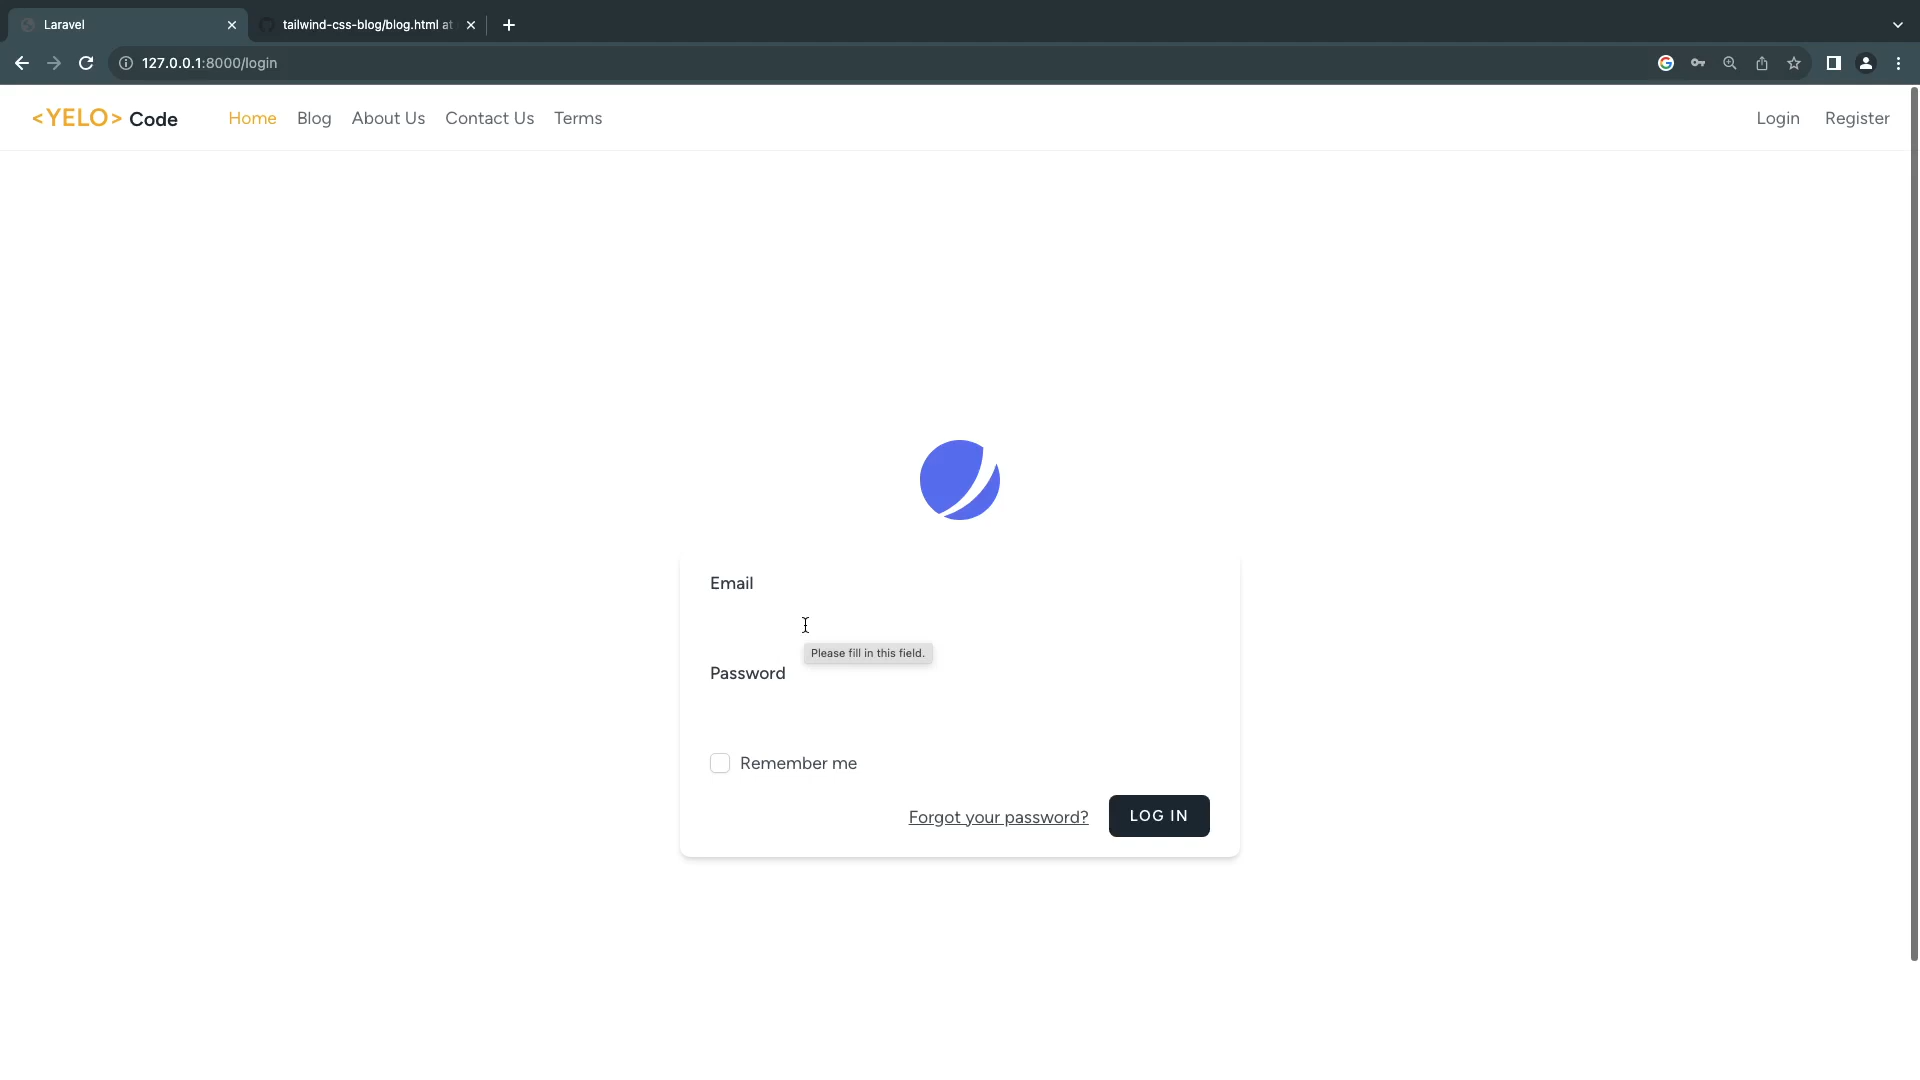 Laravel
tailwind-css-blog/blog.html at
127.0.0.1:8000/login
<YELO> Code
Home
Blog
About Us
Contact Us
Terms
Login
Register
Email
Please fill in this field.
Password
Remember me
Forgot your password?
LOG IN